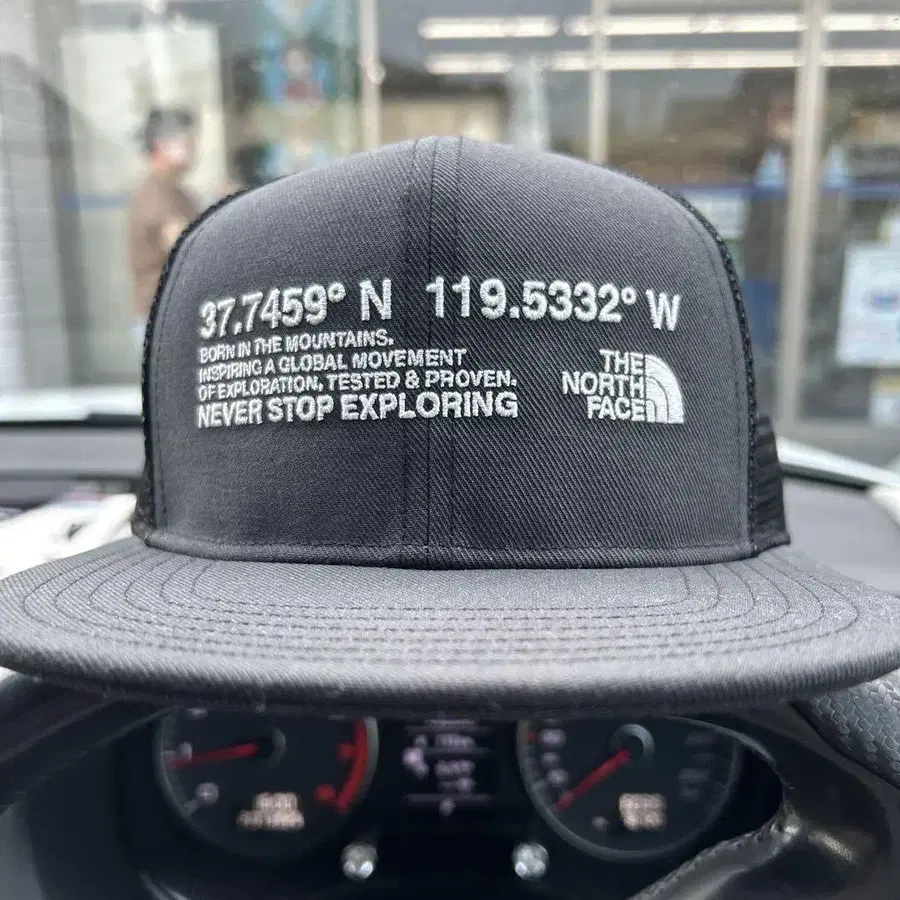 37.7459° N 119.5332° W
BORN IN THE MOUNTAINS.
INSPIRING A GLOBAL MOVEMENT
OF EXPLORATION, TESTED & PROVEN.
NEVER STOP EXPLORING
THE
NORTH
FACE